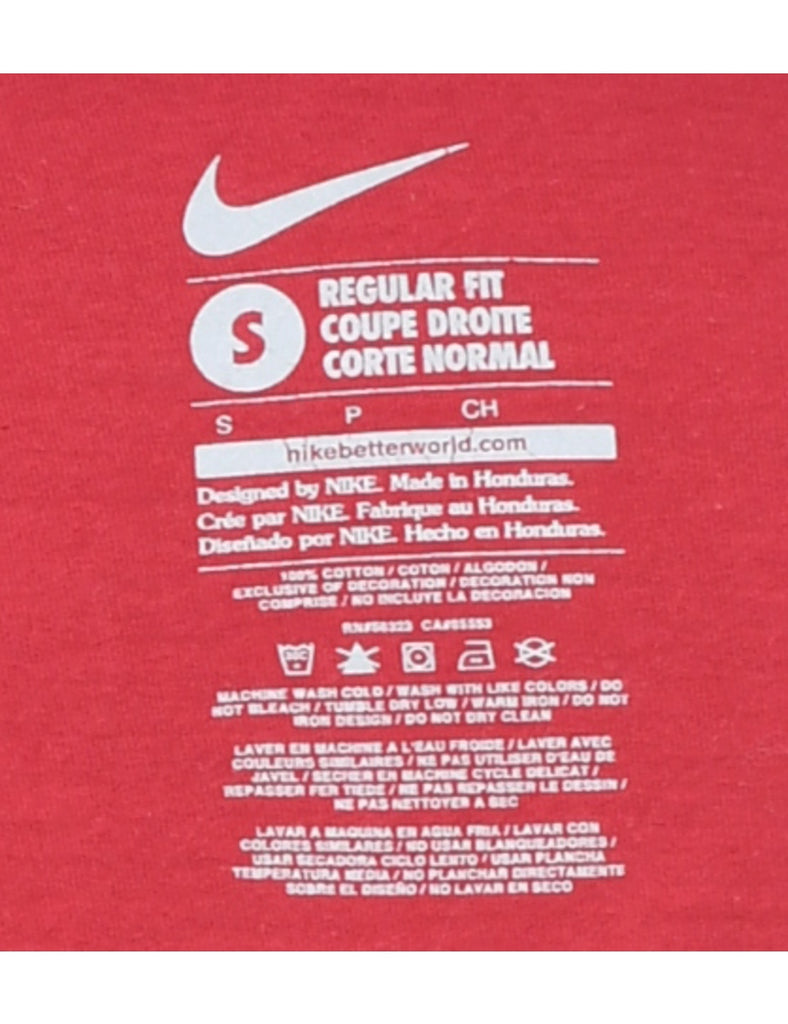 S
REGULAR FIT
COUPE DROITE
CORTE NORMAL
S P CH
nikebetterworld.com
Designed by NIKE. Made in Honduras.
Crée par NIKE. Fabrique au Honduras.
Diseñado por NIKE. Hecho en Honduras.
100% COTTON / COTON / ALGODON /
EXCLUSIVE OF DECORATION / DECORATION NON
COMPRISE / NO INCLUYE LA DECORACION
RN#56323 CA#05553
30C
MACHINE WASH COLD / WASH WITH LIKE COLORS / DO
NOT BLEACH / TUMBLE DRY LOW / WARM IRON / DO NOT
IRON DESIGN / DO NOT DRY CLEAN
LAVER EN MACHINE A L'EAU FROIDE / LAVER AVEC
COULEURS SIMILAIRES / NE PAS UTILISER D'EAU DE
JAVEL / SECHER EN MACHINE CYCLE DELICAT /
REPASSER FER TIEDE / NE PAS REPASSER LE DESSIN /
NE PAS NETTOYER A SEC
LAVAR A MAQUINA EN AGUA FRIA / LAVAR CON
COLORES SIMILARES / NO USAR BLANQUEADORES /
USAR SECADORA CICLO LENTO / USAR PLANCHA
TEMPERATURA MEDIA / NO PLANCHAR DIRECTAMENTE
SOBRE EL DISEÑO / NO LAVAR EN SECO